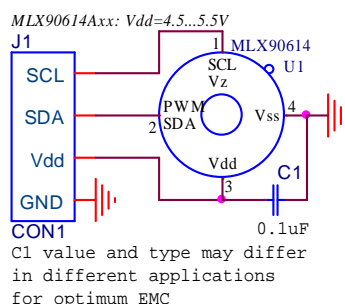 MLX90614Axx: Vdd=4.5...5.5V
J1
SCL
SDA
Vdd
GND
CON1
1
MLX90614
U1
SCL
Vz
PWM
SDA
2
Vss
4
Vdd
3
C1
0.1uF
C1 value and type may differ
in different applications
for optimum EMC